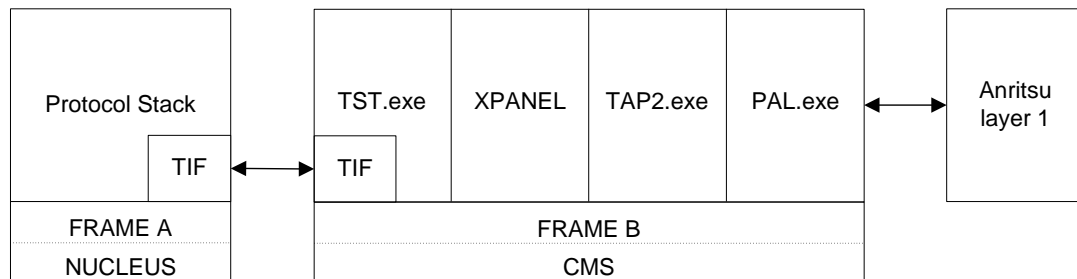 Protocol Stack
TIF
FRAME A
NUCLEUS
TST.exe
XPANEL
TAP2.exe
PAL.exe
TIF
FRAME B
CMS
Anritsu
layer 1